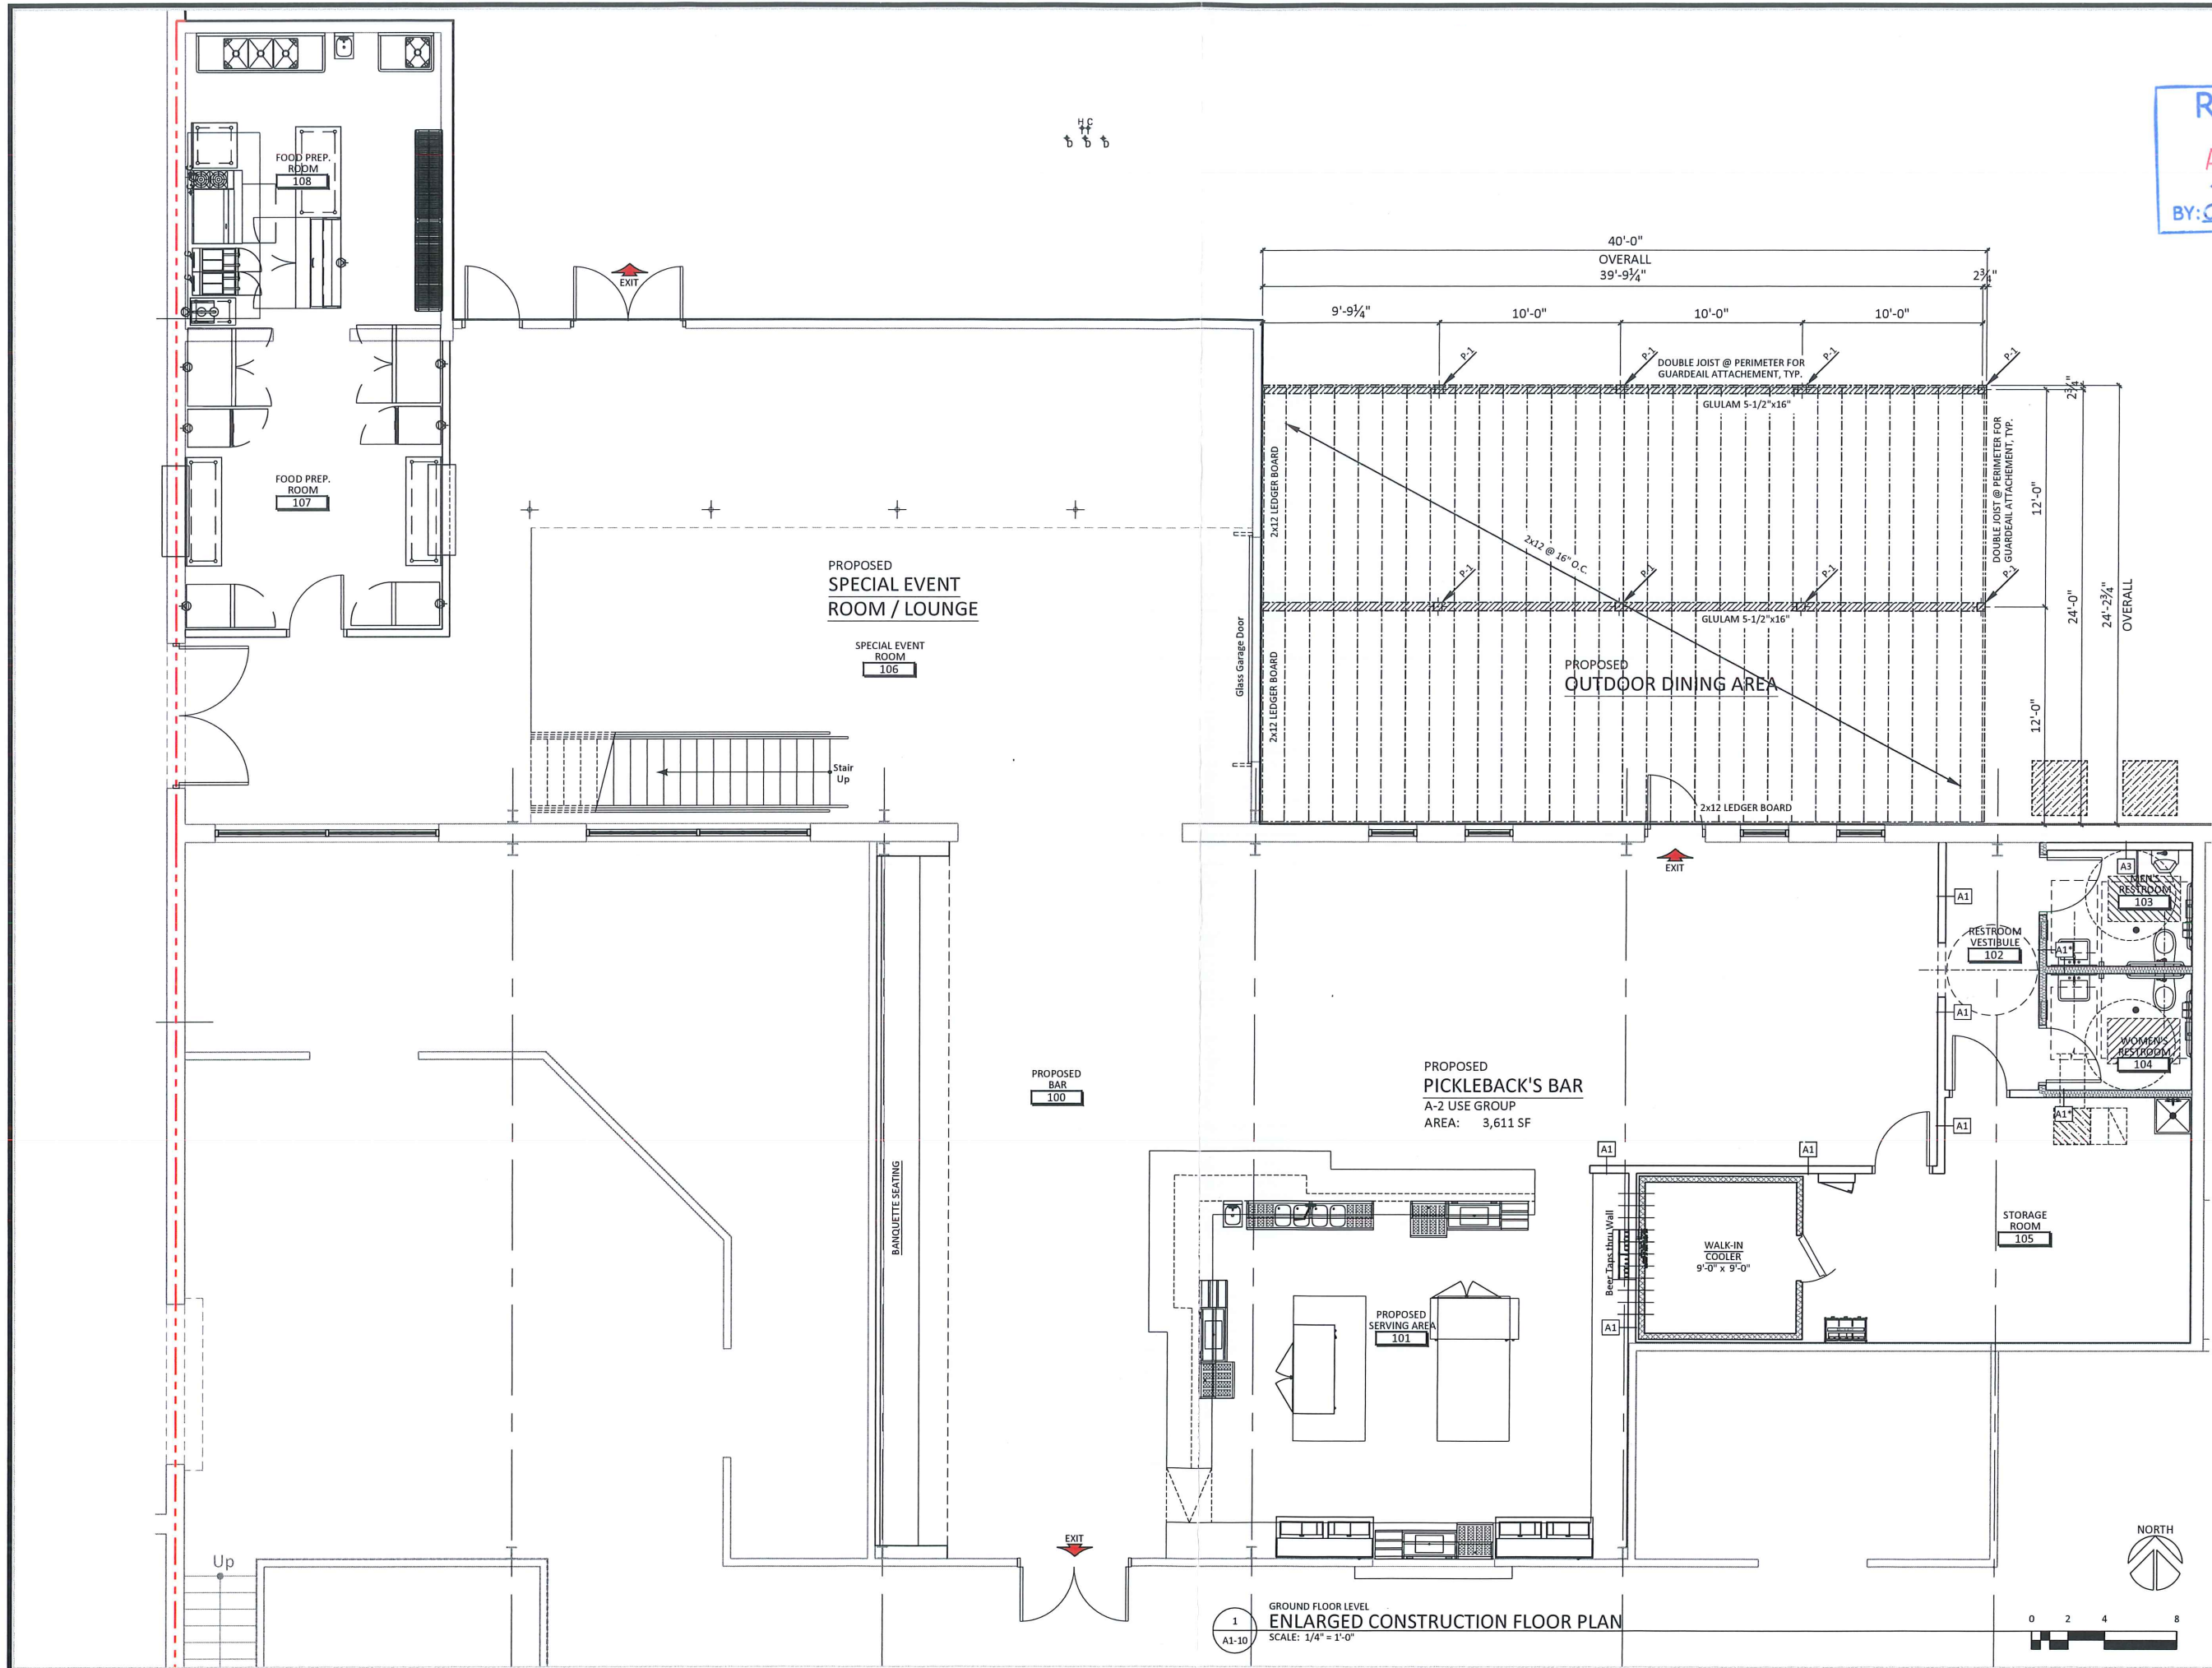 R
A
BY:
H C
D D D
FOOD PREP.
ROOM
108
EXIT
40'-0"
OVERALL
39'-9¼"
2¾"
9'-9¼"
10'-0"
10'-0"
10'-0"
P-1
P-1
P-1
P-1
DOUBLE JOIST @ PERIMETER FOR
GUARDEAIL ATTACHEMENT, TYP.
GLULAM 5-1/2"x16"
2¾"
DOUBLE JOIST @ PERIMETER FOR
GUARDEAIL ATTACHEMENT, TYP.
12'-0"
24'-0"
24'-2¾"
OVERALL
12'-0"
2x12 LEDGER BOARD
2x12 @ 16" O.C.
P-1
P-1
P-1
P-1
GLULAM 5-1/2"x16"
FOOD PREP.
ROOM
107
PROPOSED
SPECIAL EVENT
ROOM / LOUNGE
SPECIAL EVENT
ROOM
106
Glass Garage Door
2x12 LEDGER BOARD
PROPOSED
OUTDOOR DINING AREA
Stair
Up
2x12 LEDGER BOARD
EXIT
A3
MEN'S
RESTROOM
103
A1
RESTROOM
VESTIBULE
102
A1*
A1
WOMEN'S
RESTROOM
104
A1*
A1
PROPOSED
BAR
100
PROPOSED
PICKLEBACK'S BAR
A-2 USE GROUP
AREA: 3,611 SF
A1
A1
BANQUETTE SEATING
Beer Taps thru Wall
WALK-IN
COOLER
9'-0" x 9'-0"
STORAGE
ROOM
105
PROPOSED
SERVING AREA
101
A1
EXIT
Up
NORTH
1
A1-10
GROUND FLOOR LEVEL
ENLARGED CONSTRUCTION FLOOR PLAN
SCALE: 1/4" = 1'-0"
0 2 4 8